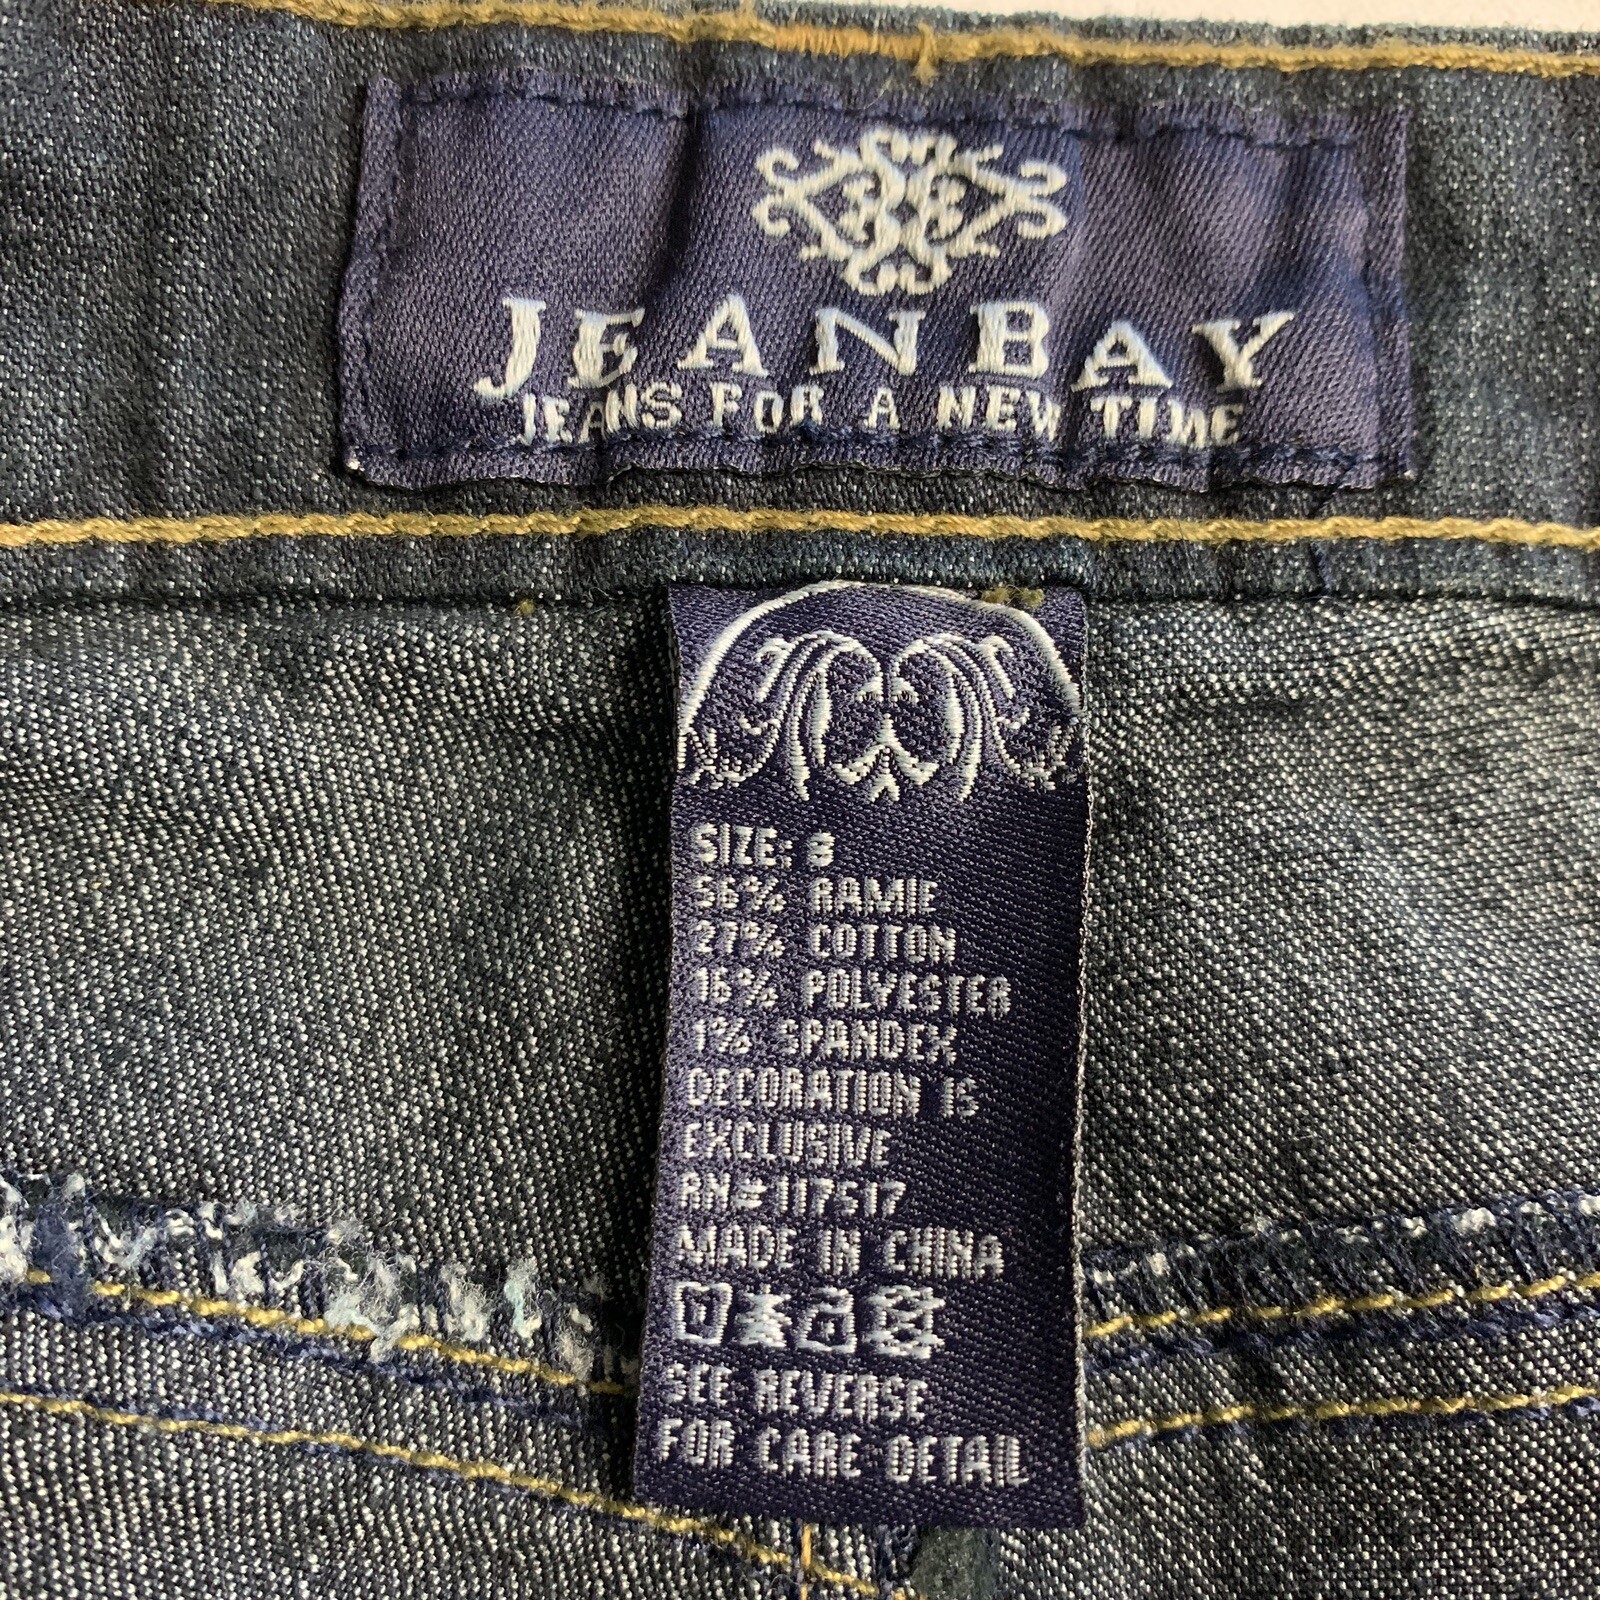 JEANBAY
JEANS FOR A NEW TIME
SIZE: 8
56% RAMIE
27% COTTON
16% POLYESTER
1% SPANDEX
DECORATION IS
EXCLUSIVE
RN# 117517
MADE IN CHINA
SEE REVERSE
FOR CARE DETAIL